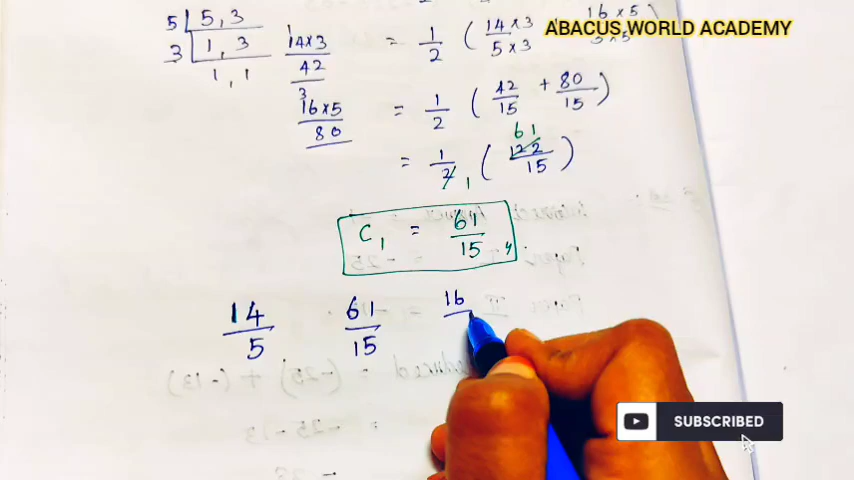 ABACUS WORLD ACADEMY
5 | 5, 3
3 | 1, 3
1, 1
14×3
42
3
16×5
80
= 1/2 ( 14×3/5×3 16×5
= 1/2 ( 42/15 + 80/15 )
= 1/2 1 ( 61 122/15 )
C1 = 61/15
14/5 61/15 16
SUBSCRIBED